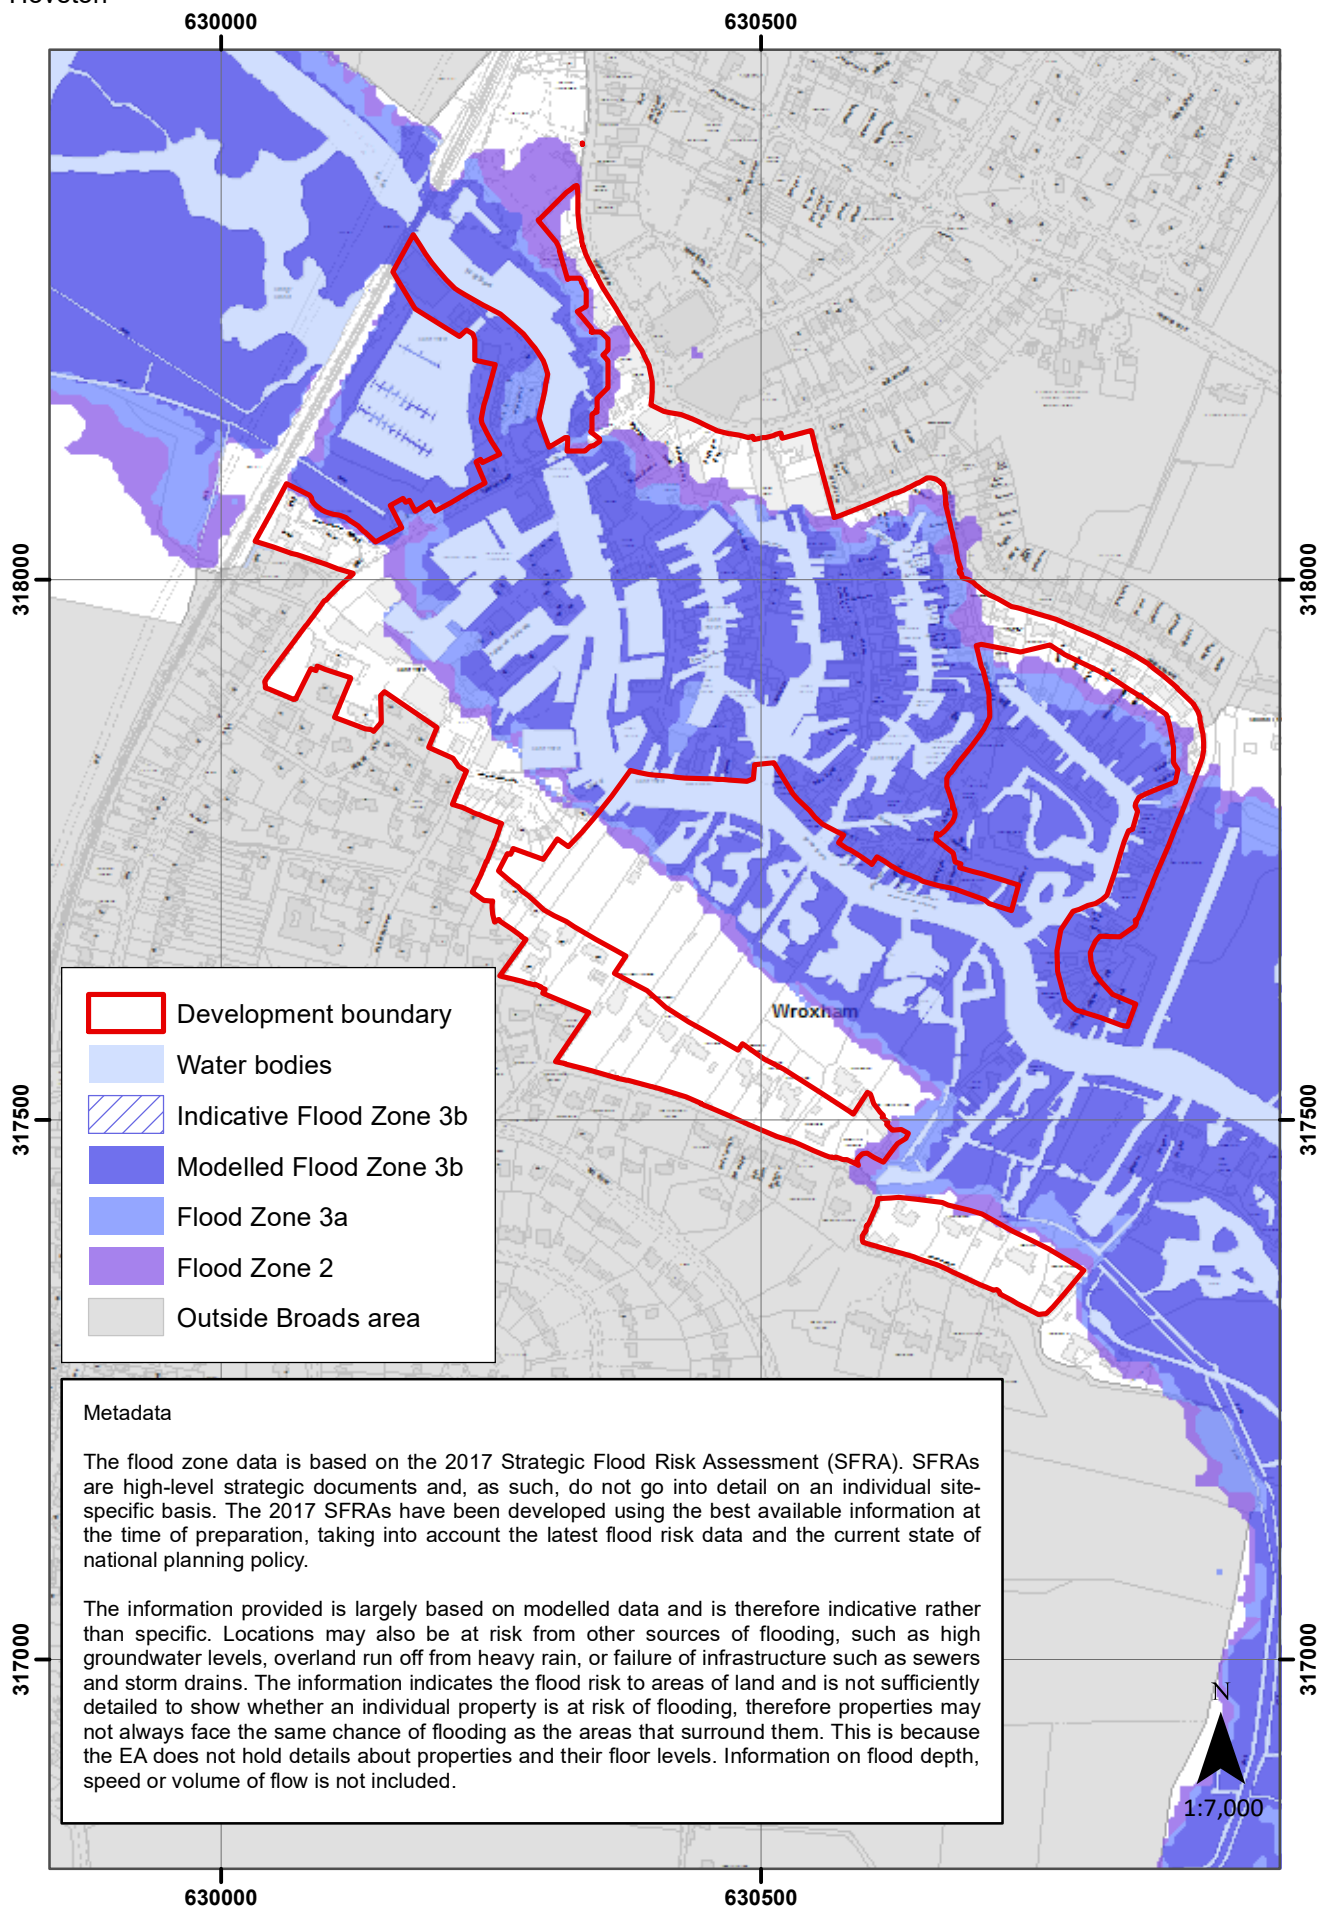 630000
630500
318000
318000
Wroxham
Development boundary
Water bodies
Indicative Flood Zone 3b
Modelled Flood Zone 3b
Flood Zone 3a
Flood Zone 2
Outside Broads area
317500
317500
Metadata
The flood zone data is based on the 2017 Strategic Flood Risk Assessment (SFRA). SFRAs
are high-level strategic documents and, as such, do not go into detail on an individual site-
specific basis. The 2017 SFRAs have been developed using the best available information at
the time of preparation, taking into account the latest flood risk data and the current state of
national planning policy.
The information provided is largely based on modelled data and is therefore indicative rather
than specific. Locations may also be at risk from other sources of flooding, such as high
groundwater levels, overland run off from heavy rain, or failure of infrastructure such as sewers
and storm drains. The information indicates the flood risk to areas of land and is not sufficiently
detailed to show whether an individual property is at risk of flooding, therefore properties may
not always face the same chance of flooding as the areas that surround them. This is because
the EA does not hold details about properties and their floor levels. Information on flood depth,
speed or volume of flow is not included.
317000
317000
N
1:7,000
630000
630500